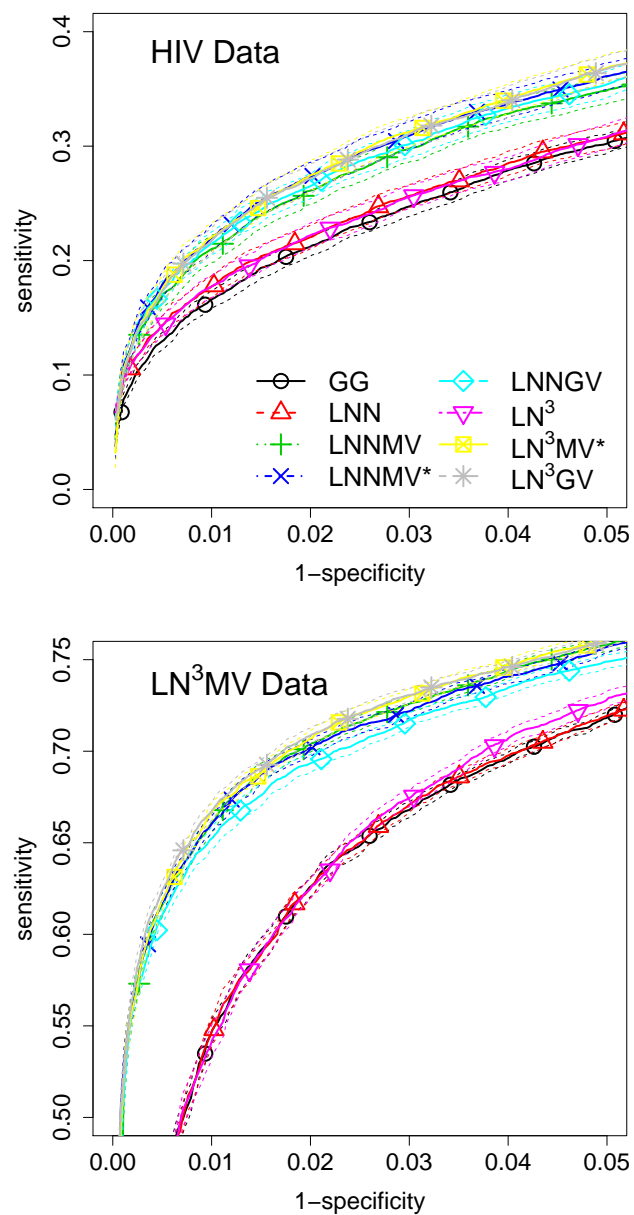 HIV Data
0.4
0.3
0.2
0.1
0.0
sensitivity
GG
LNN
LNNMV
LNNMV*
LNNGV
LN³
LN³MV*
LN³GV
0.00 0.01 0.02 0.03 0.04 0.05
1−specificity
LN³MV Data
0.75
0.70
0.65
0.60
0.55
0.50
sensitivity
0.00 0.01 0.02 0.03 0.04 0.05
1−specificity